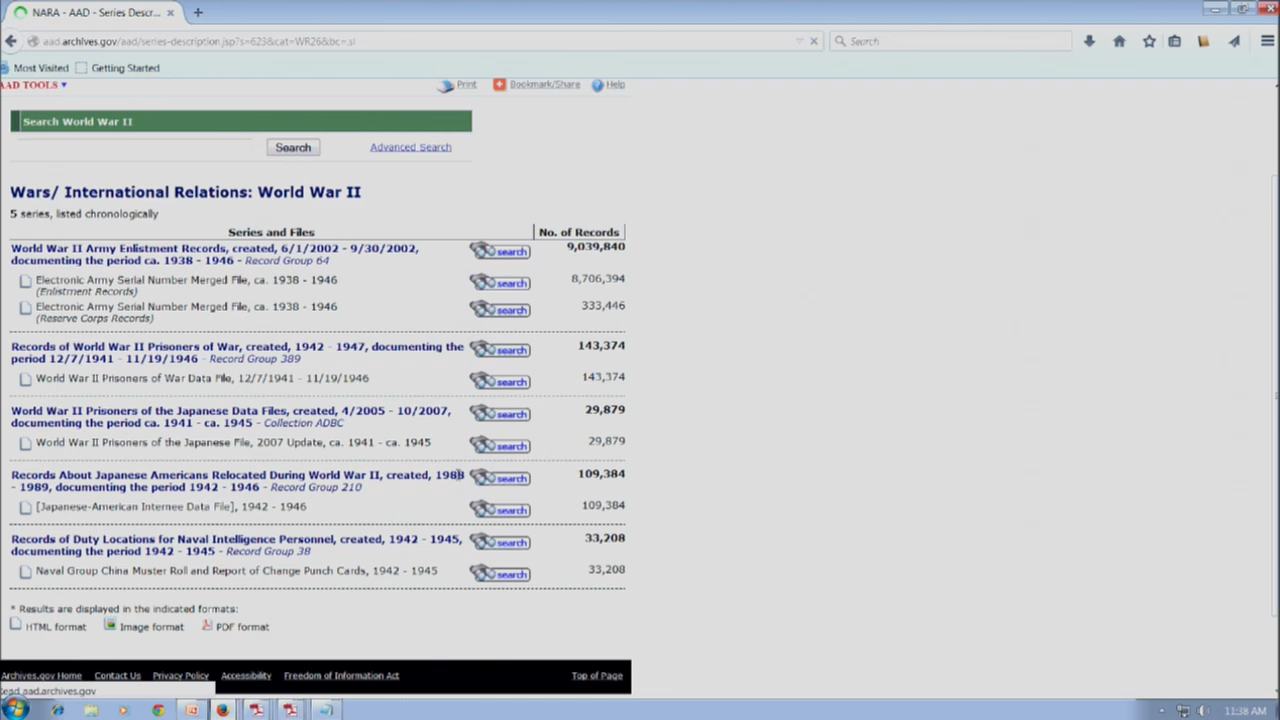 NARA - AAD - Series Descr...
aad.archives.gov/aad/series-description.jsp?s=623&cat=WR26&bc=,sl
Search
Most Visited Getting Started
AAD TOOLS
Print Bookmark/Share Help
Search World War II
Search Advanced Search
Wars/ International Relations: World War II
5 series, listed chronologically
Series and Files No. of Records
World War II Army Enlistment Records, created, 6/1/2002 - 9/30/2002, search 9,039,840
documenting the period ca. 1938 - 1946 - Record Group 64
Electronic Army Serial Number Merged File, ca. 1938 - 1946 search 8,706,394
(Enlistment Records)
Electronic Army Serial Number Merged File, ca. 1938 - 1946 search 333,446
(Reserve Corps Records)
Records of World War II Prisoners of War, created, 1942 - 1947, documenting the search 143,374
period 12/7/1941 - 11/19/1946 - Record Group 389
World War II Prisoners of War Data File, 12/7/1941 - 11/19/1946 search 143,374
World War II Prisoners of the Japanese Data Files, created, 4/2005 - 10/2007, search 29,879
documenting the period ca. 1941 - ca. 1945 - Collection ADBC
World War II Prisoners of the Japanese File, 2007 Update, ca. 1941 - ca. 1945 search 29,879
Records About Japanese Americans Relocated During World War II, created, 1988 search 109,384
- 1989, documenting the period 1942 - 1946 - Record Group 210
[Japanese-American Internee Data File], 1942 - 1946 search 109,384
Records of Duty Locations for Naval Intelligence Personnel, created, 1942 - 1945, search 33,208
documenting the period 1942 - 1945 - Record Group 38
Naval Group China Muster Roll and Report of Change Punch Cards, 1942 - 1945 search 33,208
* Results are displayed in the indicated formats:
HTML format Image format PDF format
Archives.gov Home Contact Us Privacy Policy Accessibility Freedom of Information Act Top of Page
aad.archives.gov
11:38 AM